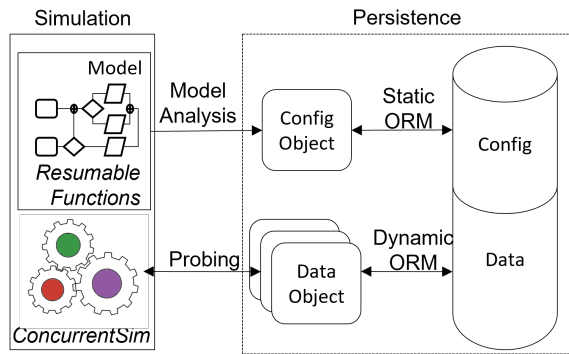 Simulation
Persistence
Model
Resumable
Functions
Model
Analysis
Config
Object
Static
ORM
Config
ConcurrentSim
Probing
Data
Object
Dynamic
ORM
Data